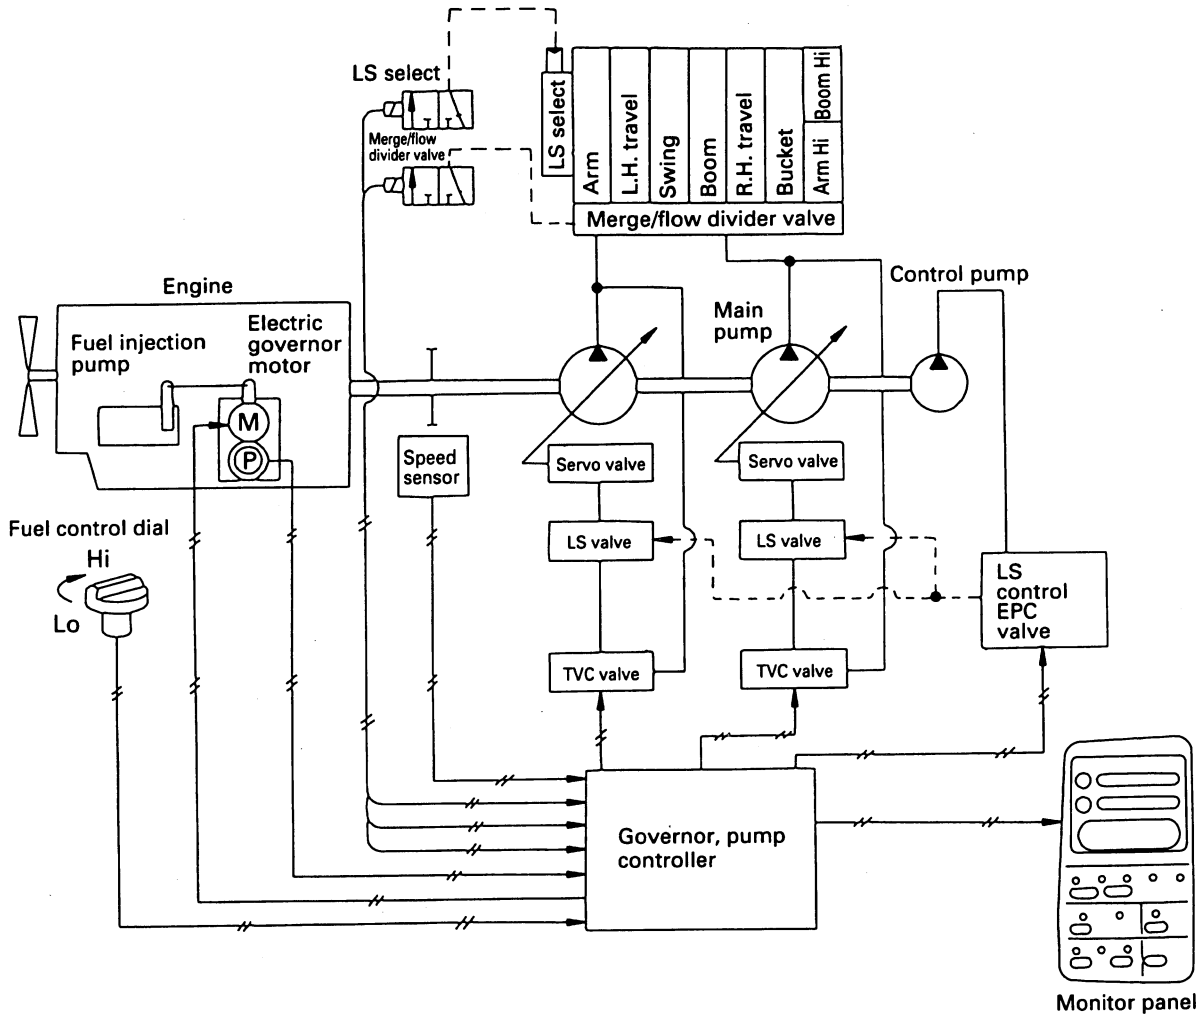 LS select
Merge/flow
divider valve
LS select
Arm
L.H. travel
Swing
Boom
R.H. travel
Bucket
Arm Hi
Boom Hi
Merge/flow divider valve
Engine
Fuel injection
pump
Electric
governor
motor
M
P
Main
pump
Control pump
Speed
sensor
Servo valve
Servo valve
LS valve
LS valve
Fuel control dial
Hi
Lo
LS
control
EPC
valve
TVC valve
TVC valve
Governor, pump
controller
Monitor panel